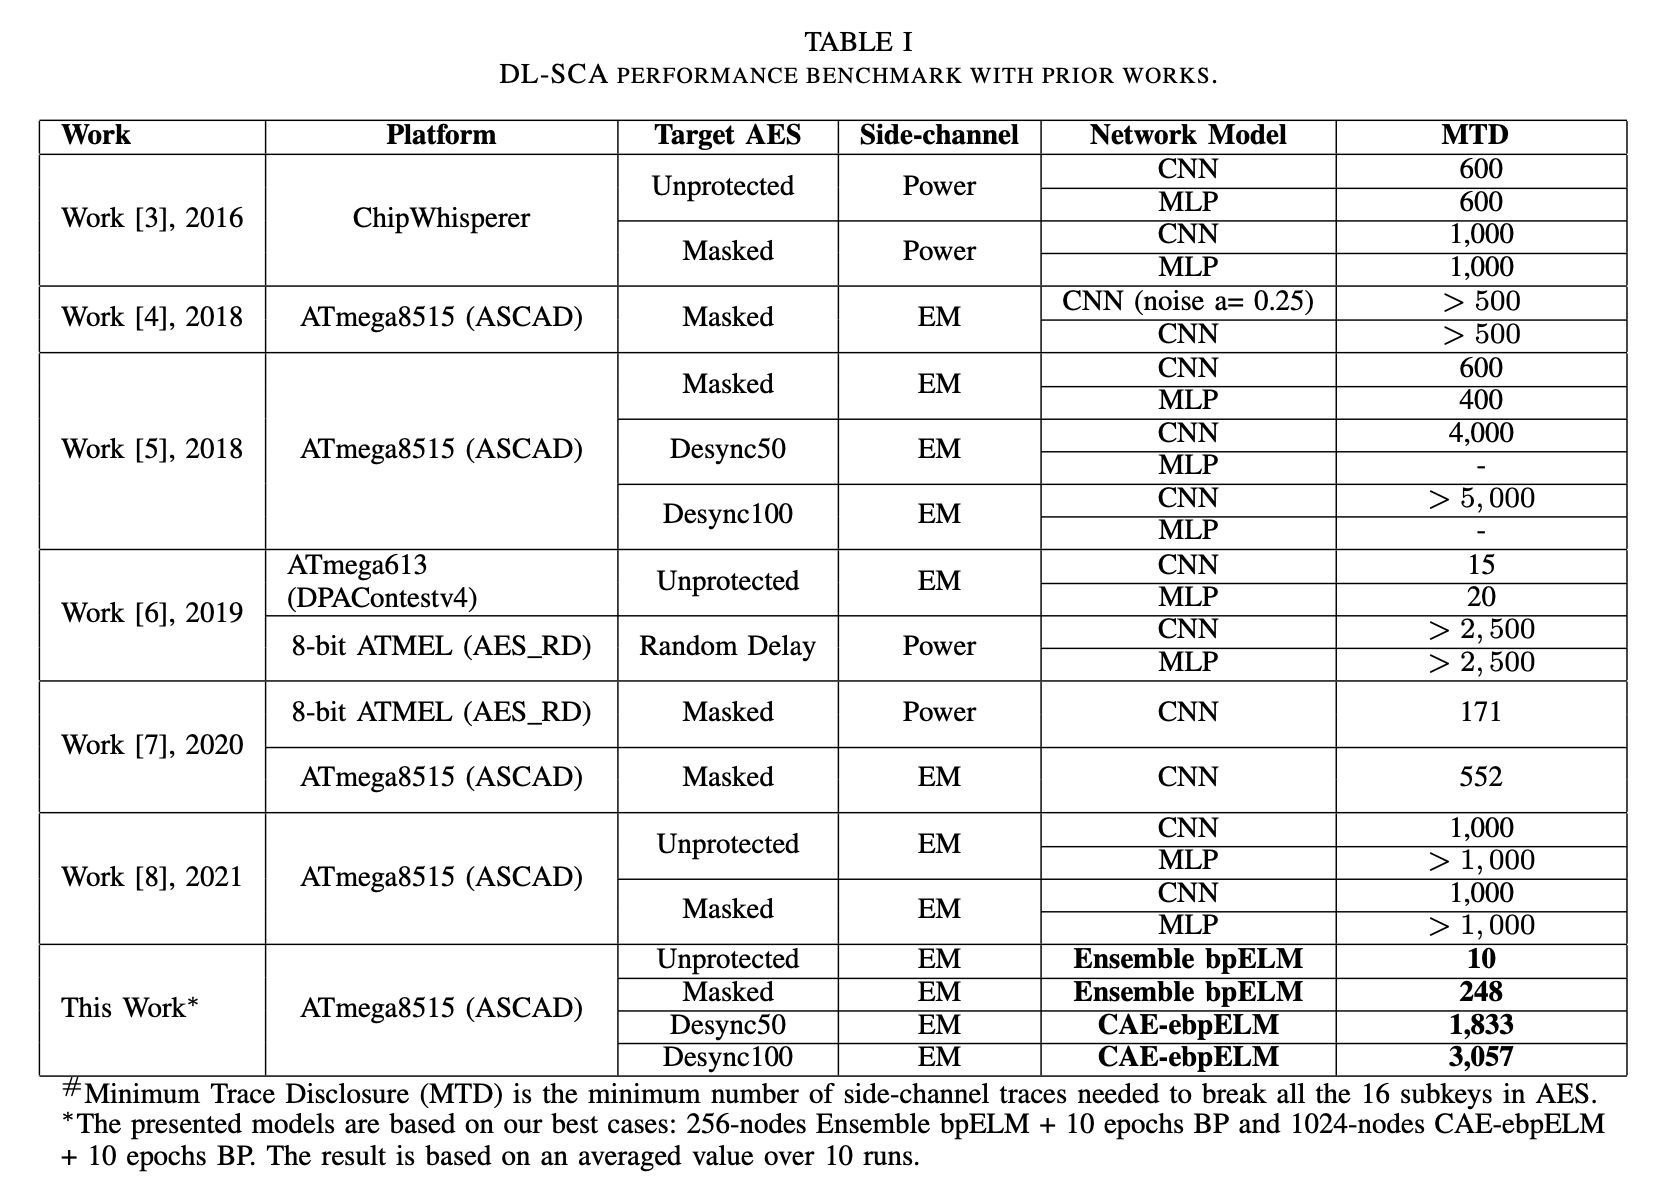 TABLE I
DL-SCA PERFORMANCE BENCHMARK WITH PRIOR WORKS.
Work Platform Target AES Side-channel Network Model MTD
Work [3], 2016 ChipWhisperer Unprotected Power CNN 600
MLP 600
Masked Power CNN 1,000
MLP 1,000
Work [4], 2018 ATmega8515 (ASCAD) Masked EM CNN (noise a= 0.25) > 500
CNN > 500
Work [5], 2018 ATmega8515 (ASCAD) Masked EM CNN 600
MLP 400
Desync50 EM CNN 4,000
MLP -
Desync100 EM CNN > 5, 000
MLP -
Work [6], 2019 ATmega613 (DPAContestv4) Unprotected EM CNN 15
MLP 20
8-bit ATMEL (AES_RD) Random Delay Power CNN > 2, 500
MLP > 2, 500
Work [7], 2020 8-bit ATMEL (AES_RD) Masked Power CNN 171
ATmega8515 (ASCAD) Masked EM CNN 552
Work [8], 2021 ATmega8515 (ASCAD) Unprotected EM CNN 1,000
MLP > 1, 000
Masked EM CNN 1,000
MLP > 1, 000
This Work* ATmega8515 (ASCAD) Unprotected EM Ensemble bpELM 10
Masked EM Ensemble bpELM 248
Desync50 EM CAE-ebpELM 1,833
Desync100 EM CAE-ebpELM 3,057
#Minimum Trace Disclosure (MTD) is the minimum number of side-channel traces needed to break all the 16 subkeys in AES.
*The presented models are based on our best cases: 256-nodes Ensemble bpELM + 10 epochs BP and 1024-nodes CAE-ebpELM
+ 10 epochs BP. The result is based on an averaged value over 10 runs.